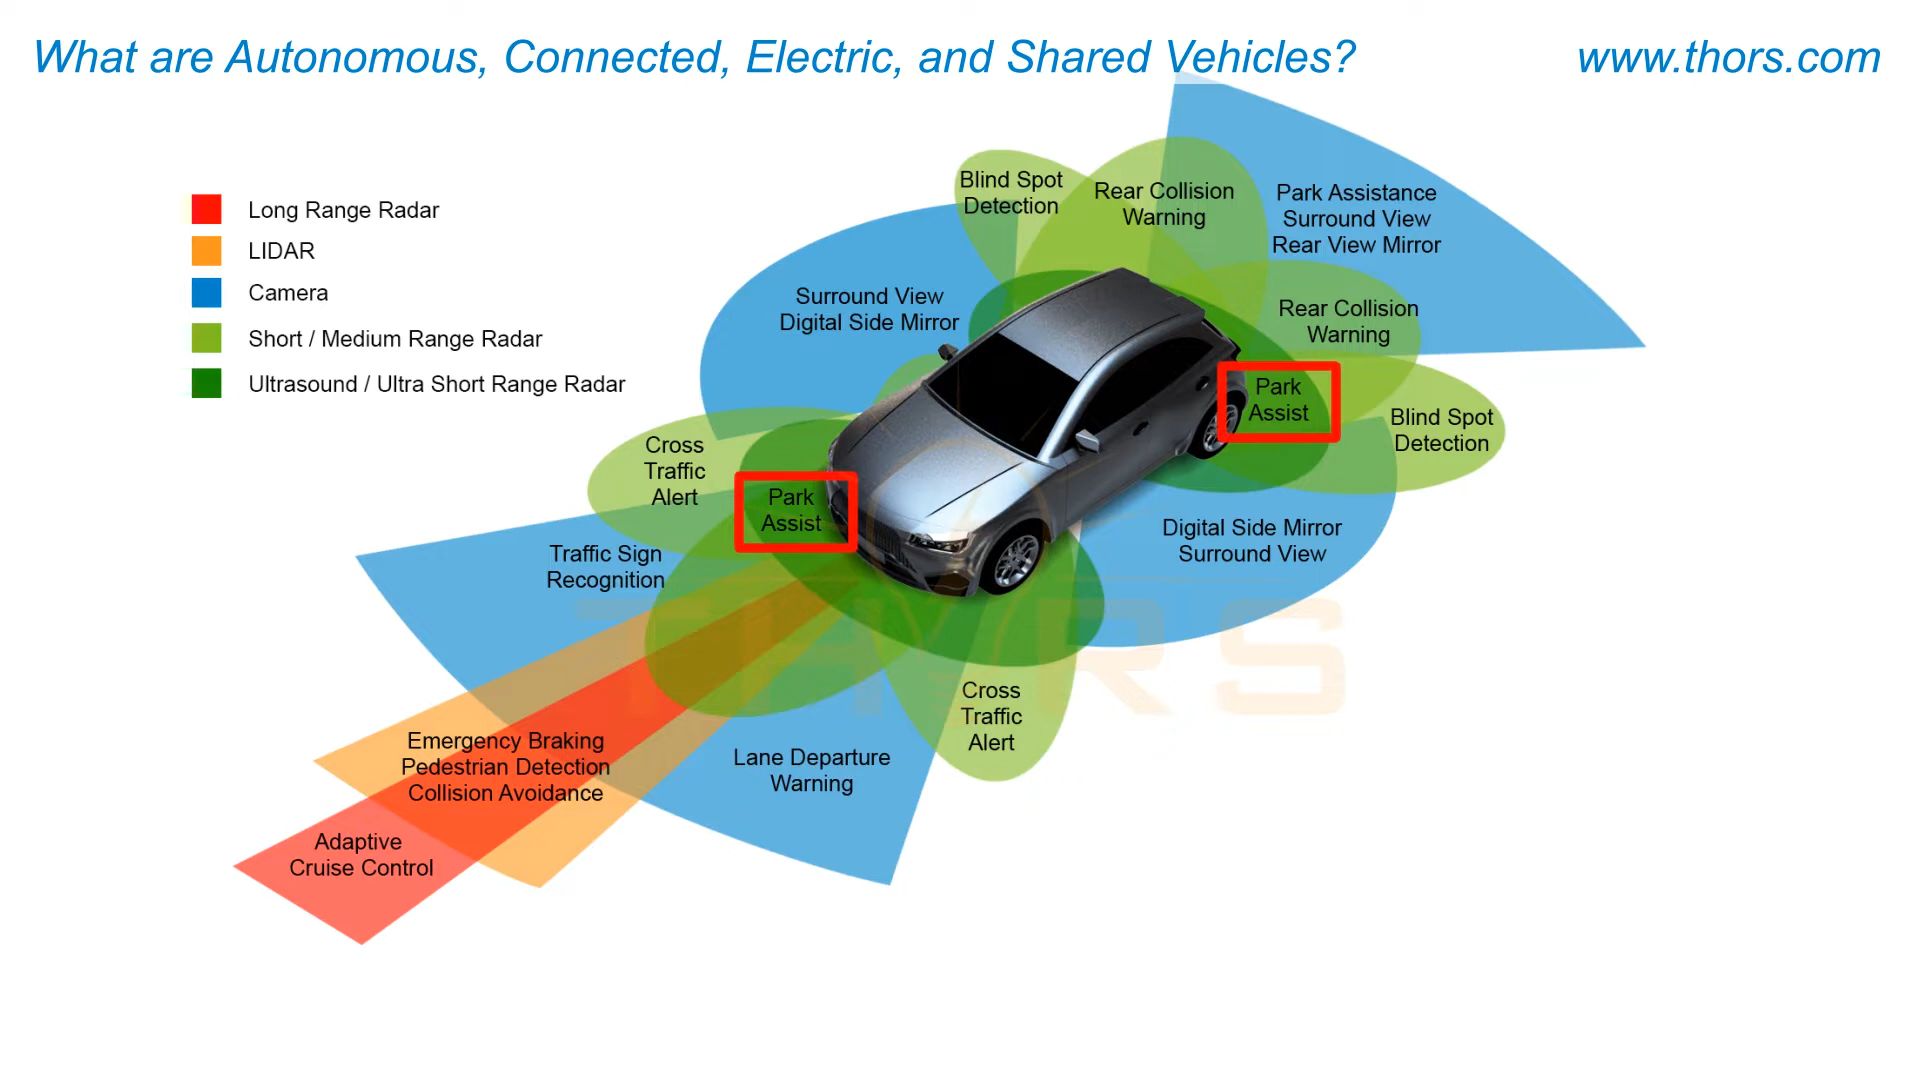 What are Autonomous, Connected, Electric, and Shared Vehicles?
www.thors.com
Long Range Radar
LIDAR
Camera
Short / Medium Range Radar
Ultrasound / Ultra Short Range Radar
Blind Spot
Detection
Rear Collision
Warning
Park Assistance
Surround View
Rear View Mirror
Surround View
Digital Side Mirror
Rear Collision
Warning
Park
Assist
Blind Spot
Detection
Cross
Traffic
Alert
Park
Assist
Digital Side Mirror
Surround View
Traffic Sign
Recognition
THORS
Cross
Traffic
Alert
Emergency Braking
Pedestrian Detection
Collision Avoidance
Lane Departure
Warning
Adaptive
Cruise Control